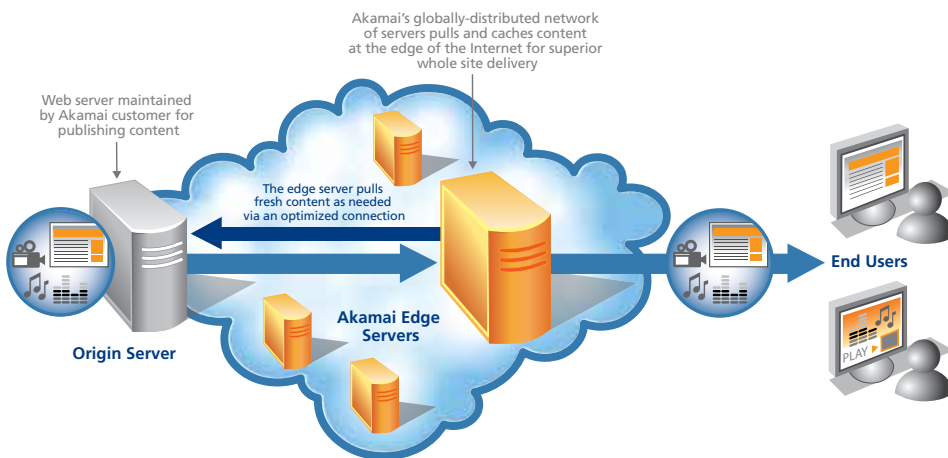 Akamai's globally-distributed network
of servers pulls and caches content
at the edge of the Internet for superior
whole site delivery
Web server maintained
by Akamai customer for
publishing content
The edge server pulls
fresh content as needed
via an optimized connection
End Users
Akamai Edge
Servers
Origin Server
PLAY